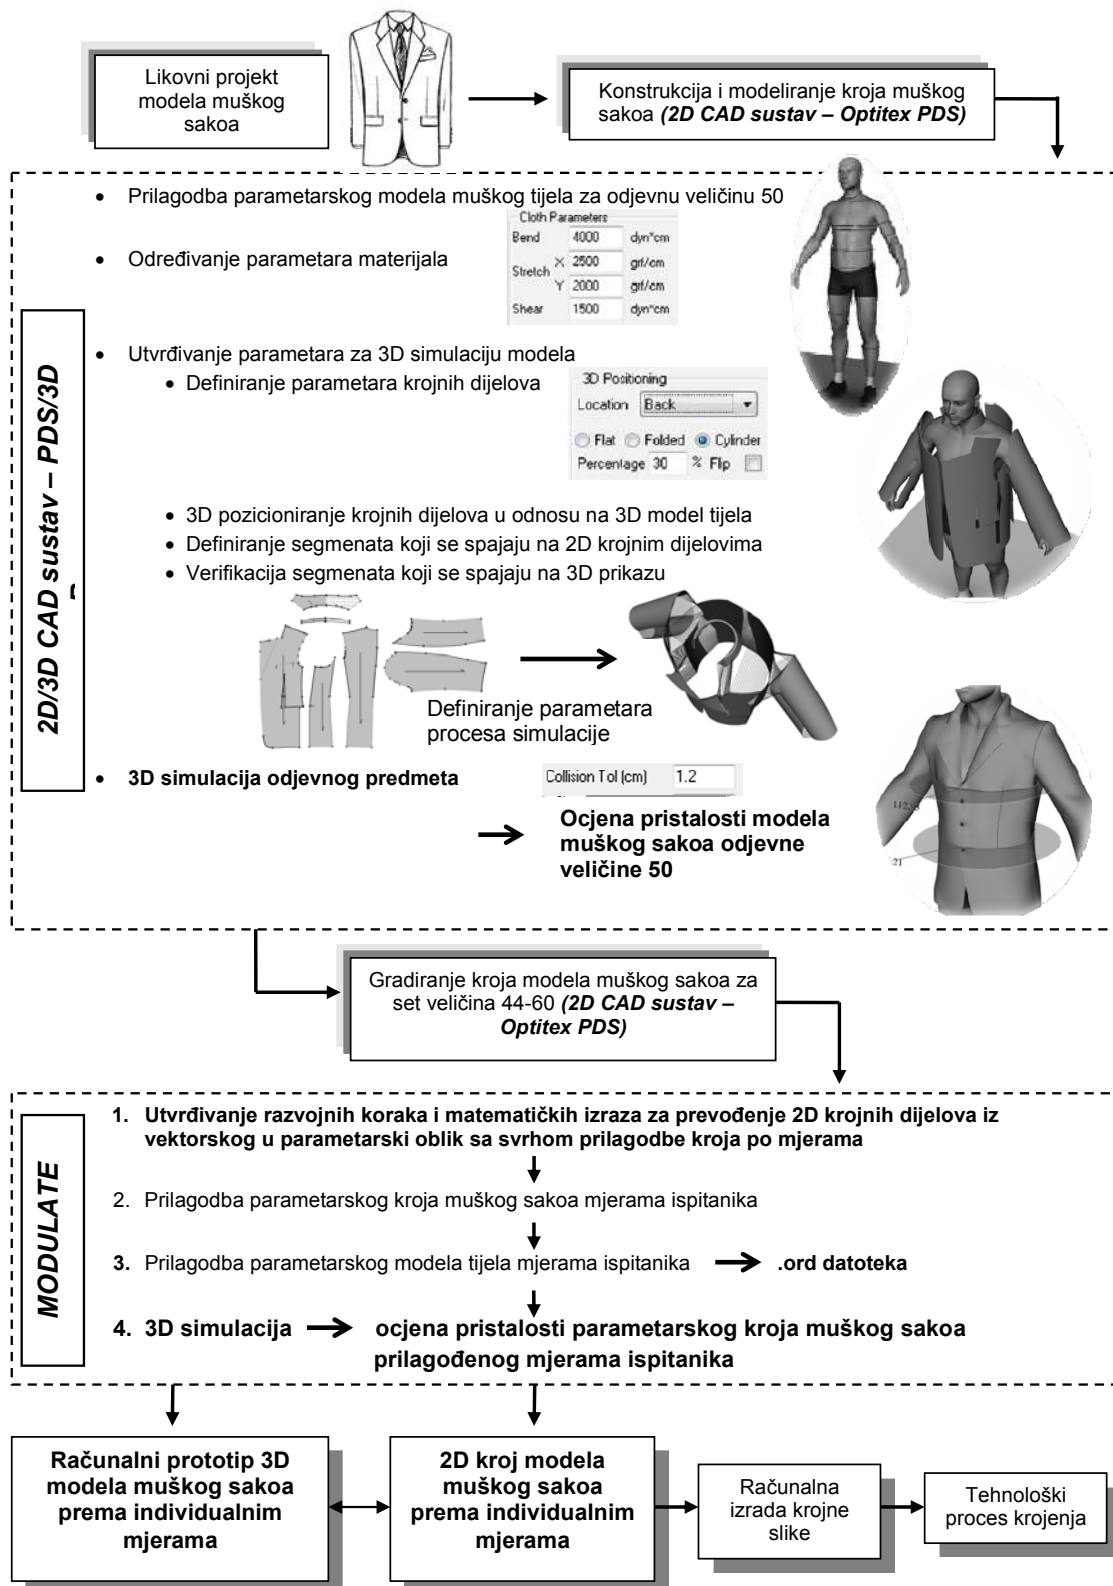 Likovni projekt
modela muškog
sakoa
Konstrukcija i modeliranje kroja muškog
sakoa (2D CAD sustav – Optitex PDS)
2D/3D CAD sustav – PDS/3D
• Prilagodba parametarskog modela muškog tijela za odjevnu veličinu 50
• Određivanje parametara materijala
Cloth Parameters
Bend 4000 dyn*cm
Stretch X 2500 grf/cm
Y 2000 grf/cm
Shear 1500 dyn*cm
• Utvrđivanje parametara za 3D simulaciju modela
• Definiranje parametara krojnih dijelova
3D Positioning
Location Back
Flat Folded Cylinder
Percentage 30 % Flip
• 3D pozicioniranje krojnih dijelova u odnosu na 3D model tijela
• Definiranje segmenata koji se spajaju na 2D krojnim dijelovima
• Verifikacija segmenata koji se spajaju na 3D prikazu
Definiranje parametara
procesa simulacije
• 3D simulacija odjevnog predmeta
Collision Tol (cm) 1.2
Ocjena pristalosti modela
muškog sakoa odjevne
veličine 50
Gradiranje kroja modela muškog sakoa za
set veličina 44-60 (2D CAD sustav –
Optitex PDS)
MODULATE
1. Utvrđivanje razvojnih koraka i matematičkih izraza za prevođenje 2D krojnih dijelova iz
vektorskog u parametarski oblik sa svrhom prilagodbe kroja po mjerama
2. Prilagodba parametarskog kroja muškog sakoa mjerama ispitanika
3. Prilagodba parametarskog modela tijela mjerama ispitanika .ord datoteka
4. 3D simulacija ocjena pristalosti parametarskog kroja muškog sakoa
prilagođenog mjerama ispitanika
Računalni prototip 3D
modela muškog sakoa
prema individualnim
mjerama
2D kroj modela
muškog sakoa
prema individualnim
mjerama
Računalna
izrada krojne
slike
Tehnološki
proces krojenja